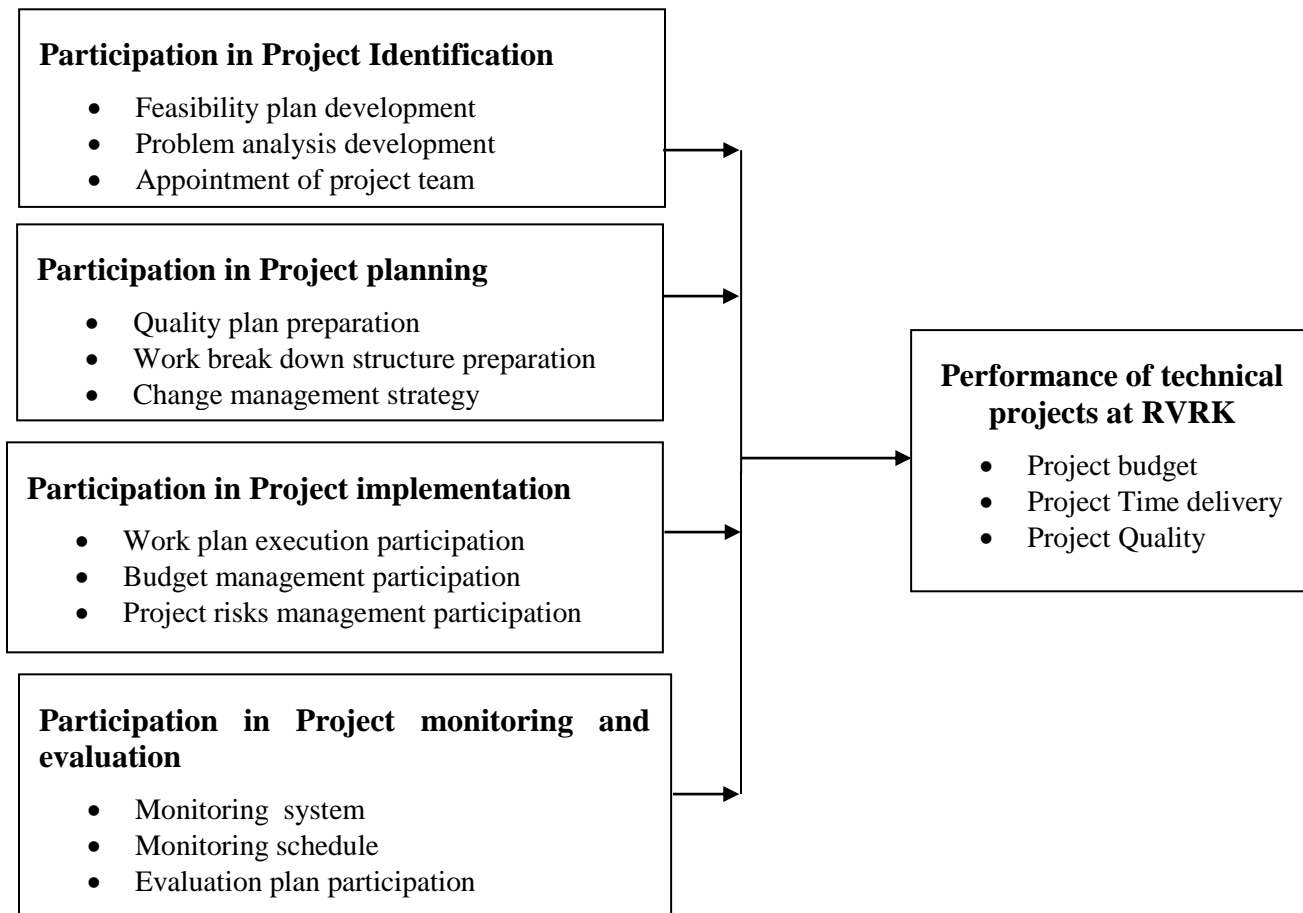 Participation in Project Identification
• Feasibility plan development
• Problem analysis development
• Appointment of project team
Participation in Project planning
• Quality plan preparation
• Work break down structure preparation
• Change management strategy
Participation in Project implementation
• Work plan execution participation
• Budget management participation
• Project risks management participation
Participation in Project monitoring and
evaluation
• Monitoring system
• Monitoring schedule
• Evaluation plan participation
Performance of technical
projects at RVRK
• Project budget
• Project Time delivery
• Project Quality